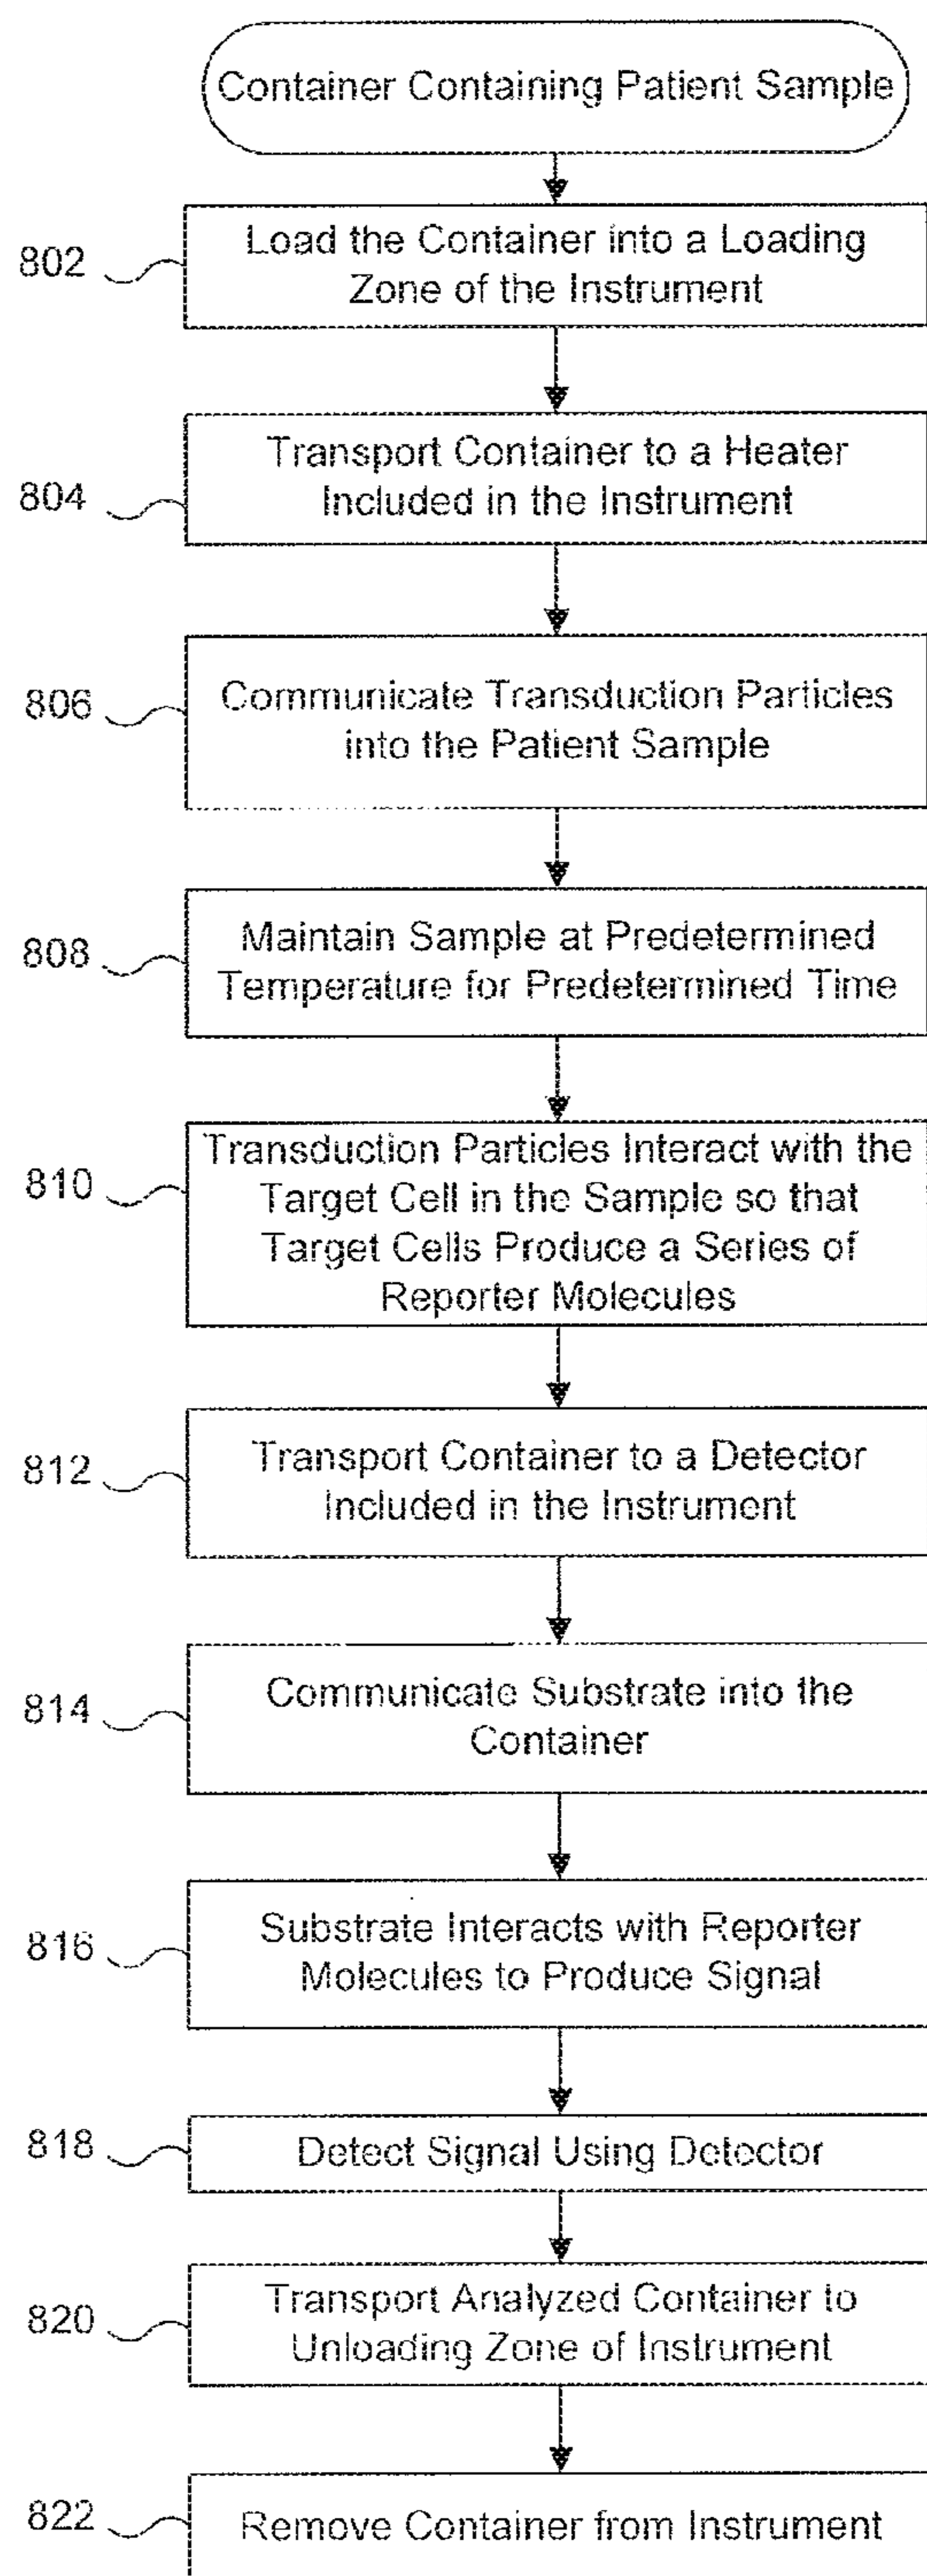 Container Containing Patient Sample
802
Load the Container into a Loading
Zone of the Instrument
804
Transport Container to a Heater
Included in the Instrument
806
Communicate Transduction Particles
into the Patient Sample
808
Maintain Sample at Predetermined
Temperature for Predetermined Time
810
Transduction Particles Interact with the
Target Cell in the Sample so that
Target Cells Produce a Series of
Reporter Molecules
812
Transport Container to a Detector
Included in the Instrument
814
Communicate Substrate into the
Container
816
Substrate Interacts with Reporter
Molecules to Produce Signal
818
Detect Signal Using Detector
820
Transport Analyzed Container to
Unloading Zone of Instrument
822
Remove Container from Instrument